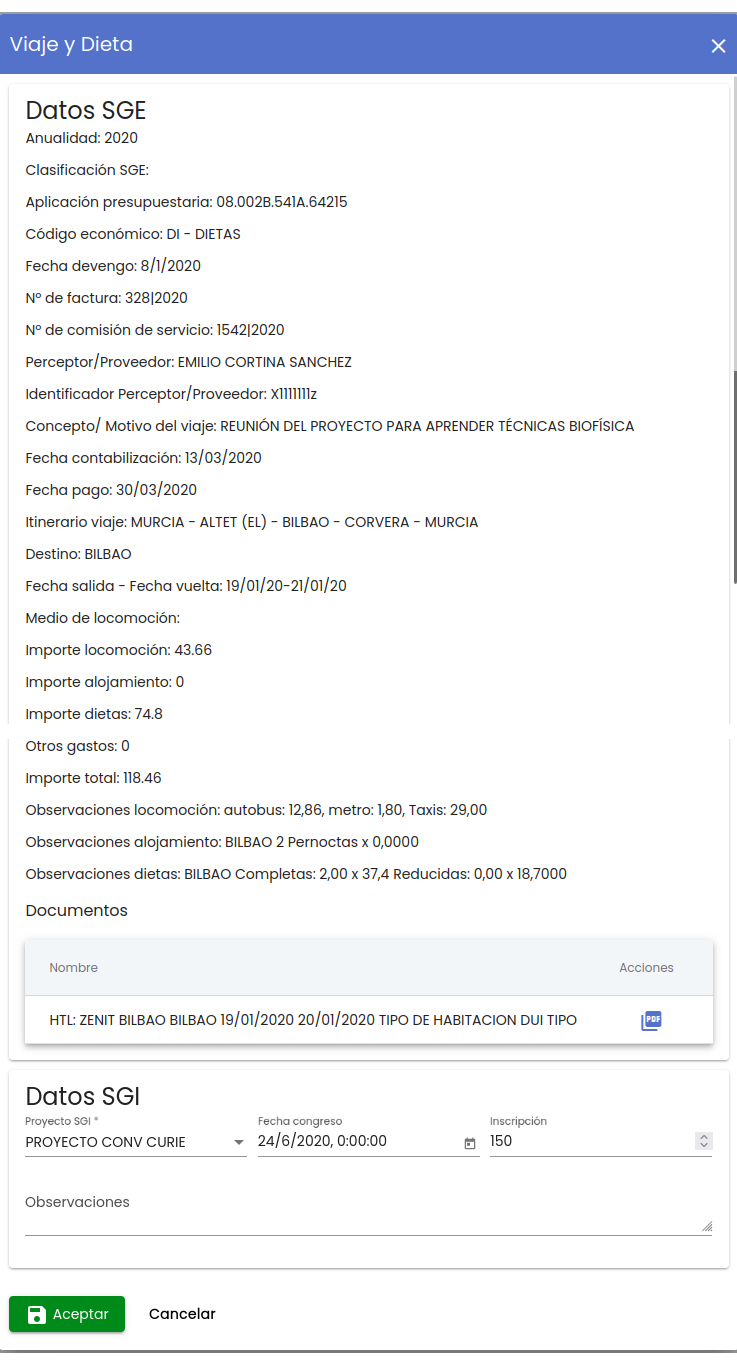 Viaje y Dieta
Datos SGE
Anualidad: 2020
Clasificación SGE:
Aplicación presupuestaria: 08.002B.541A.64215
Código económico: DI - DIETAS
Fecha devengo: 8/1/2020
Nº de factura: 328|2020
Nº de comisión de servicio: 1542|2020
Perceptor/Proveedor: EMILIO CORTINA SANCHEZ
Identificador Perceptor/Proveedor: X1111111z
Concepto/ Motivo del viaje: REUNIÓN DEL PROYECTO PARA APRENDER TÉCNICAS BIOFÍSICA
Fecha contabilización: 13/03/2020
Fecha pago: 30/03/2020
Itinerario viaje: MURCIA - ALTET (EL) - BILBAO - CORVERA - MURCIA
Destino: BILBAO
Fecha salida - Fecha vuelta: 19/01/20-21/01/20
Medio de locomoción:
Importe locomoción: 43.66
Importe alojamiento: 0
Importe dietas: 74.8
Otros gastos: 0
Importe total: 118.46
Observaciones locomoción: autobus: 12,86, metro: 1,80, Taxis: 29,00
Observaciones alojamiento: BILBAO 2 Pernoctas x 0,0000
Observaciones dietas: BILBAO Completas: 2,00 x 37,4 Reducidas: 0,00 x 18,7000
Documentos
Nombre Acciones
HTL: ZENIT BILBAO BILBAO 19/01/2020 20/01/2020 TIPO DE HABITACION DUI TIPO PDF
Datos SGI
Proyecto SGI * Fecha congreso Inscripción
PROYECTO CONV CURIE 24/6/2020, 0:00:00 150
Observaciones
Aceptar Cancelar